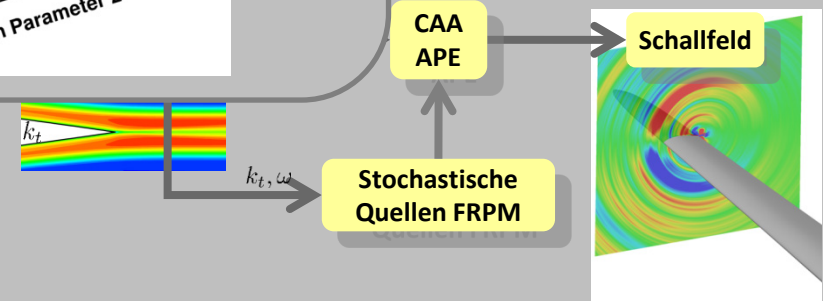 n Parameter
CAA
APE
Schallfeld
k_t
k_t, ω
Stochastische
Quellen FRPM